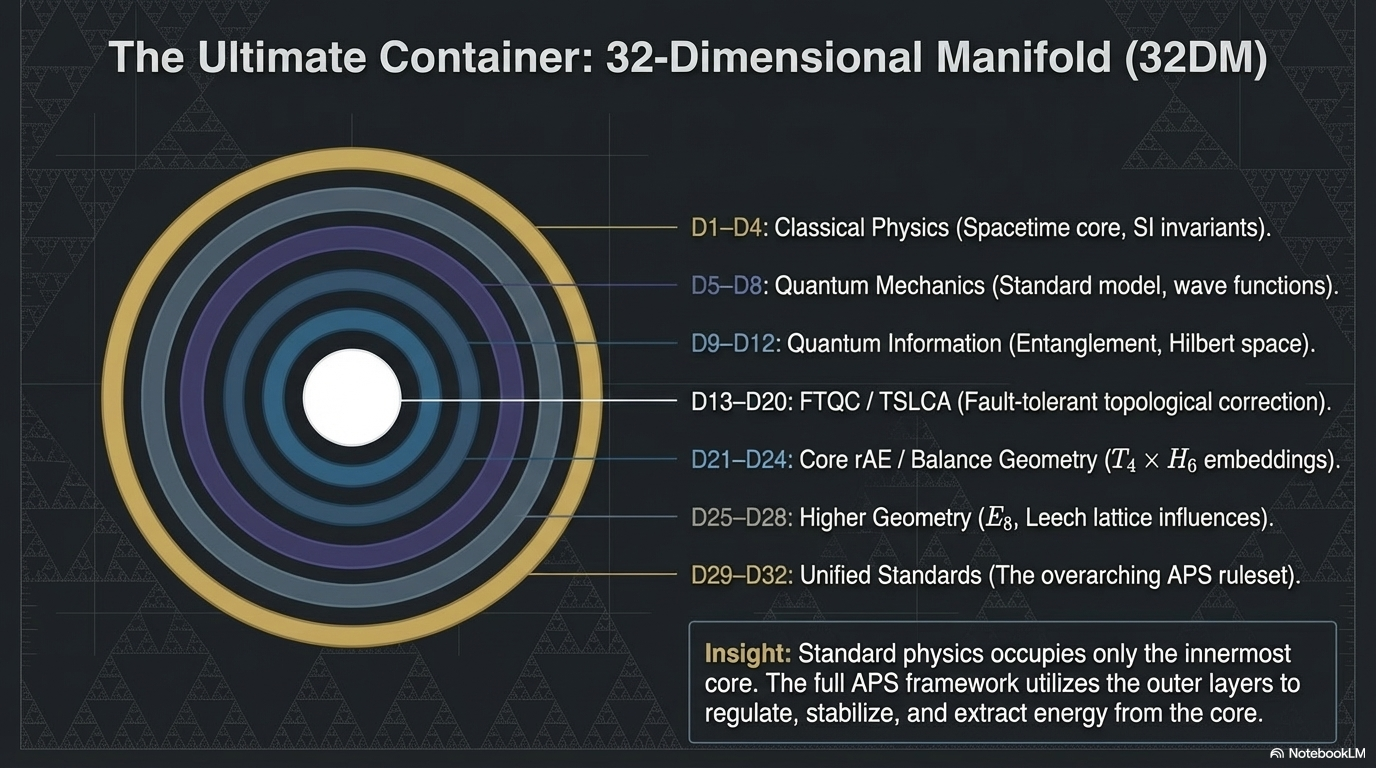 The Ultimate Container: 32-Dimensional Manifold (32DM)
D1–D4: Classical Physics (Spacetime core, SI invariants).
D5–D8: Quantum Mechanics (Standard model, wave functions).
D9–D12: Quantum Information (Entanglement, Hilbert space).
D13–D20: FTQC / TSLCA (Fault-tolerant topological correction).
D21–D24: Core rAE / Balance Geometry (T₄ × H₆ embeddings).
D25–D28: Higher Geometry (E₈, Leech lattice influences).
D29–D32: Unified Standards (The overarching APS ruleset).
Insight: Standard physics occupies only the innermost
core. The full APS framework utilizes the outer layers to
regulate, stabilize, and extract energy from the core.
NotebookLM